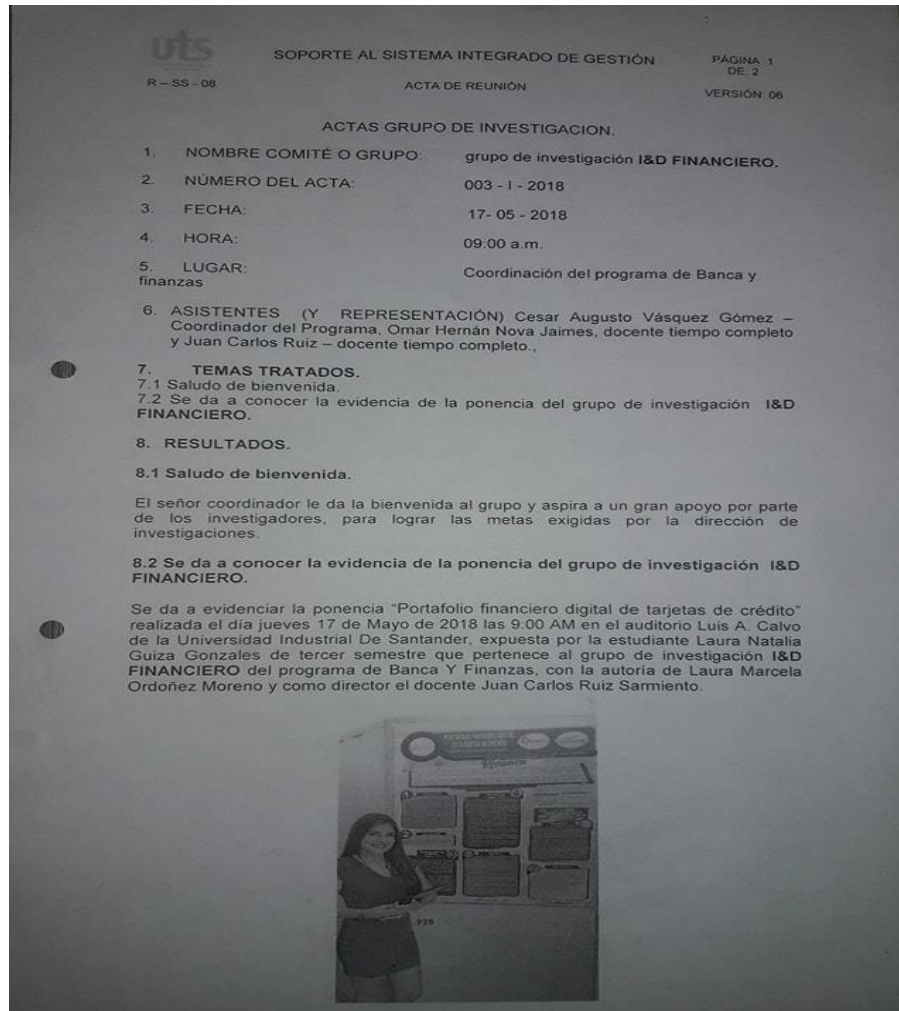 uts
SOPORTE AL SISTEMA INTEGRADO DE GESTIÓN
PÁGINA 1
DE: 2
R – SS - 08
ACTA DE REUNIÓN
VERSIÓN: 06
ACTAS GRUPO DE INVESTIGACION.
1. NOMBRE COMITÉ O GRUPO: grupo de investigación I&D FINANCIERO.
2. NÚMERO DEL ACTA: 003 - I - 2018
3. FECHA: 17- 05 - 2018
4. HORA: 09:00 a.m.
5. LUGAR: Coordinación del programa de Banca y
finanzas
6. ASISTENTES (Y REPRESENTACIÓN) Cesar Augusto Vásquez Gómez –
Coordinador del Programa, Omar Hernán Nova Jaimes, docente tiempo completo
y Juan Carlos Ruiz – docente tiempo completo.,
7. TEMAS TRATADOS.
7.1 Saludo de bienvenida.
7.2 Se da a conocer la evidencia de la ponencia del grupo de investigación I&D
FINANCIERO.
8. RESULTADOS.
8.1 Saludo de bienvenida.
El señor coordinador le da la bienvenida al grupo y aspira a un gran apoyo por parte
de los investigadores, para lograr las metas exigidas por la dirección de
investigaciones.
8.2 Se da a conocer la evidencia de la ponencia del grupo de investigación I&D
FINANCIERO.
Se da a evidenciar la ponencia “Portafolio financiero digital de tarjetas de crédito”
realizada el día jueves 17 de Mayo de 2018 las 9:00 AM en el auditorio Luis A. Calvo
de la Universidad Industrial De Santander, expuesta por la estudiante Laura Natalia
Guiza Gonzales de tercer semestre que pertenece al grupo de investigación I&D
FINANCIERO del programa de Banca Y Finanzas, con la autoría de Laura Marcela
Ordoñez Moreno y como director el docente Juan Carlos Ruiz Sarmiento.
P29